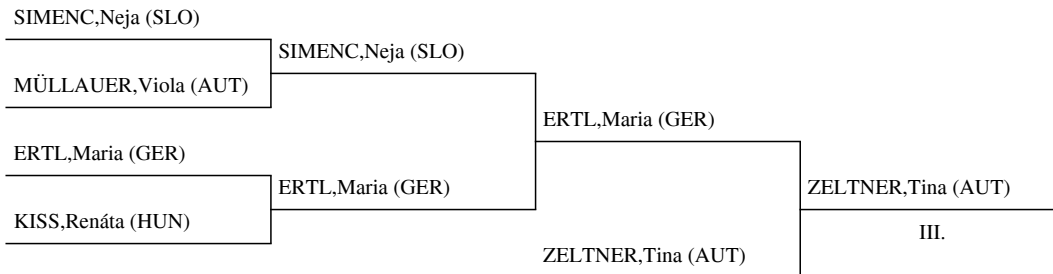 SIMENC,Neja (SLO)
SIMENC,Neja (SLO)
MÜLLAUER,Viola (AUT)
ERTL,Maria (GER)
ERTL,Maria (GER)
ERTL,Maria (GER)
ZELTNER,Tina (AUT)
KISS,Renáta (HUN)
III.
ZELTNER,Tina (AUT)